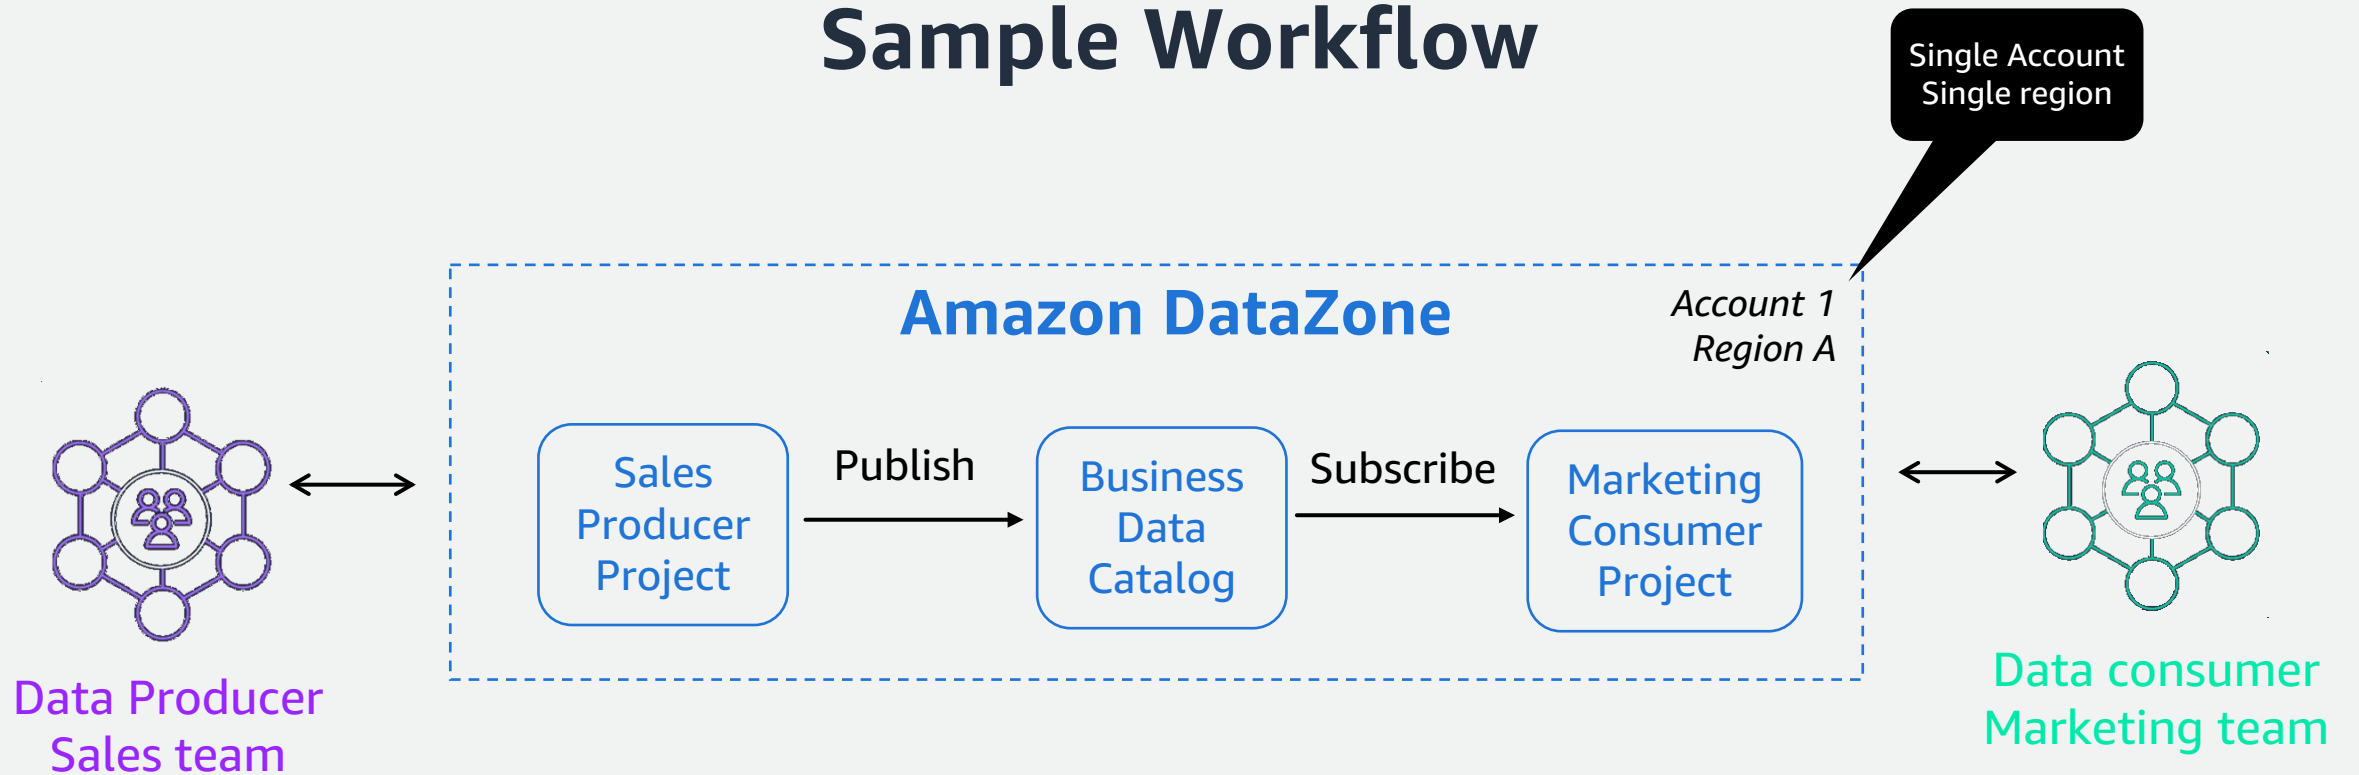 Sample Workflow
Single Account
Single region
Amazon DataZone
Account 1
Region A
Sales
Producer
Project
Publish
Business
Data
Catalog
Subscribe
Marketing
Consumer
Project
Data Producer
Sales team
Data consumer
Marketing team